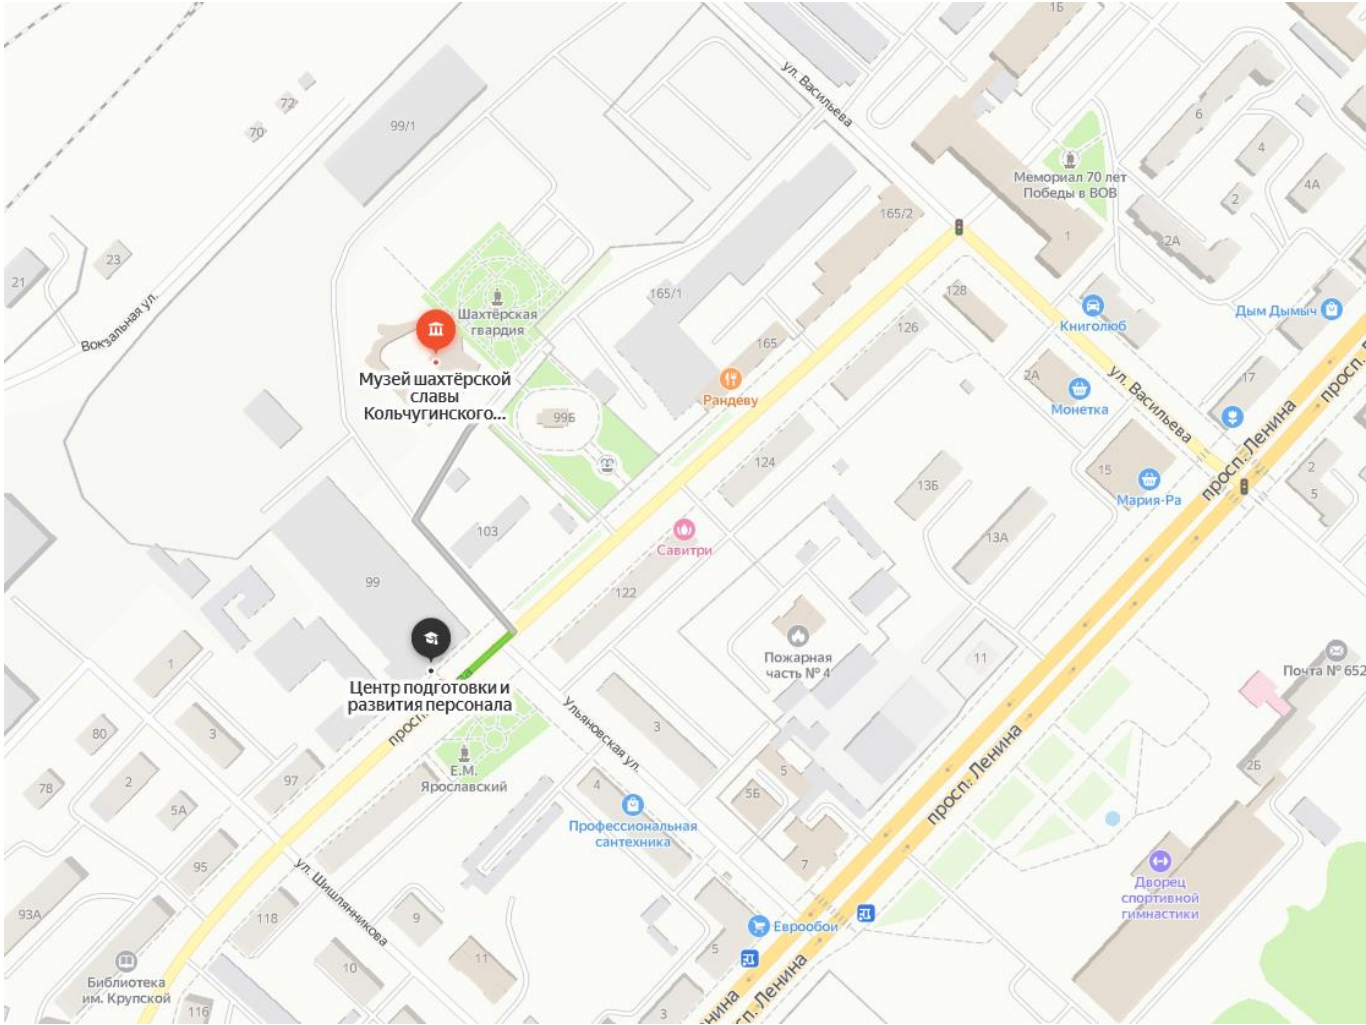 1Б
ул. Васильева
72
70
99/1
6
4
Мемориал 70 лет
Победы в ВОВ
4А
2
165/2
1
2А
23
21
165/1
128
Вокзальная ул.
Шахтёрская
гвардия
126
Книголюб
Дым Дымыч
165
Рандеву
2А
Монетка
ул. Васильева
17
Музей шахтёрской
славы
Кольчугинского...
99Б
просп. Ленина
124
13Б
15
Мария-Ра
2
5
103
Савитри
13А
99
122
Пожарная
часть № 4
11
Почта № 652
1
Центр подготовки и
развития персонала
просп.
Ульяновская ул.
3
80
3
Е.М.
Ярославский
97
2
78
5А
4
5
5Б
Профессиональная
сантехника
просп. Ленина
2Б
7
95
ул. Шишлянникова
Дворец
спортивной
гимнастики
93А
118
9
Еврообои
5
11
10
Библиотека
им. Крупской
116
3